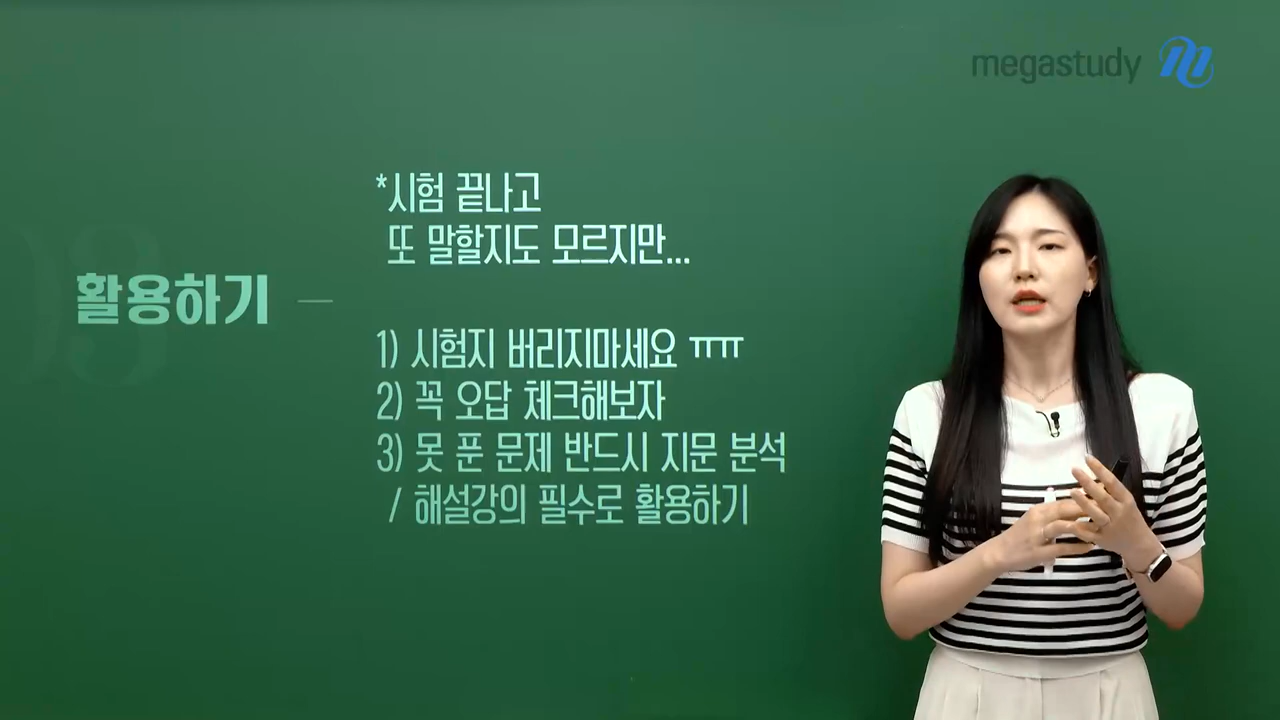 megastudy
03
활용하기
*시험 끝나고
또 말할지도 모르지만...
1) 시험지 버리지마세요 ㅠㅠ
2) 꼭 오답 체크해보자
3) 못 푼 문제 반드시 지문 분석
/ 해설강의 필수로 활용하기